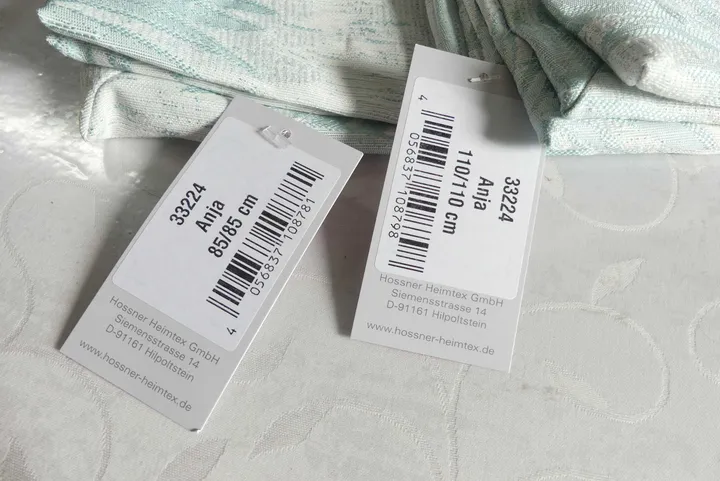 33224
Anja
85/85 cm
4 056837 108781
Hossner Heimtex GmbH
Siemensstrasse 14
D-91161 Hilpoltstein
www.hossner-heimtex.de
33224
Anja
110/110 cm
4 056837 108798
Hossner Heimtex GmbH
Siemensstrasse 14
D-91161 Hilpoltstein
www.hossner-heimtex.de